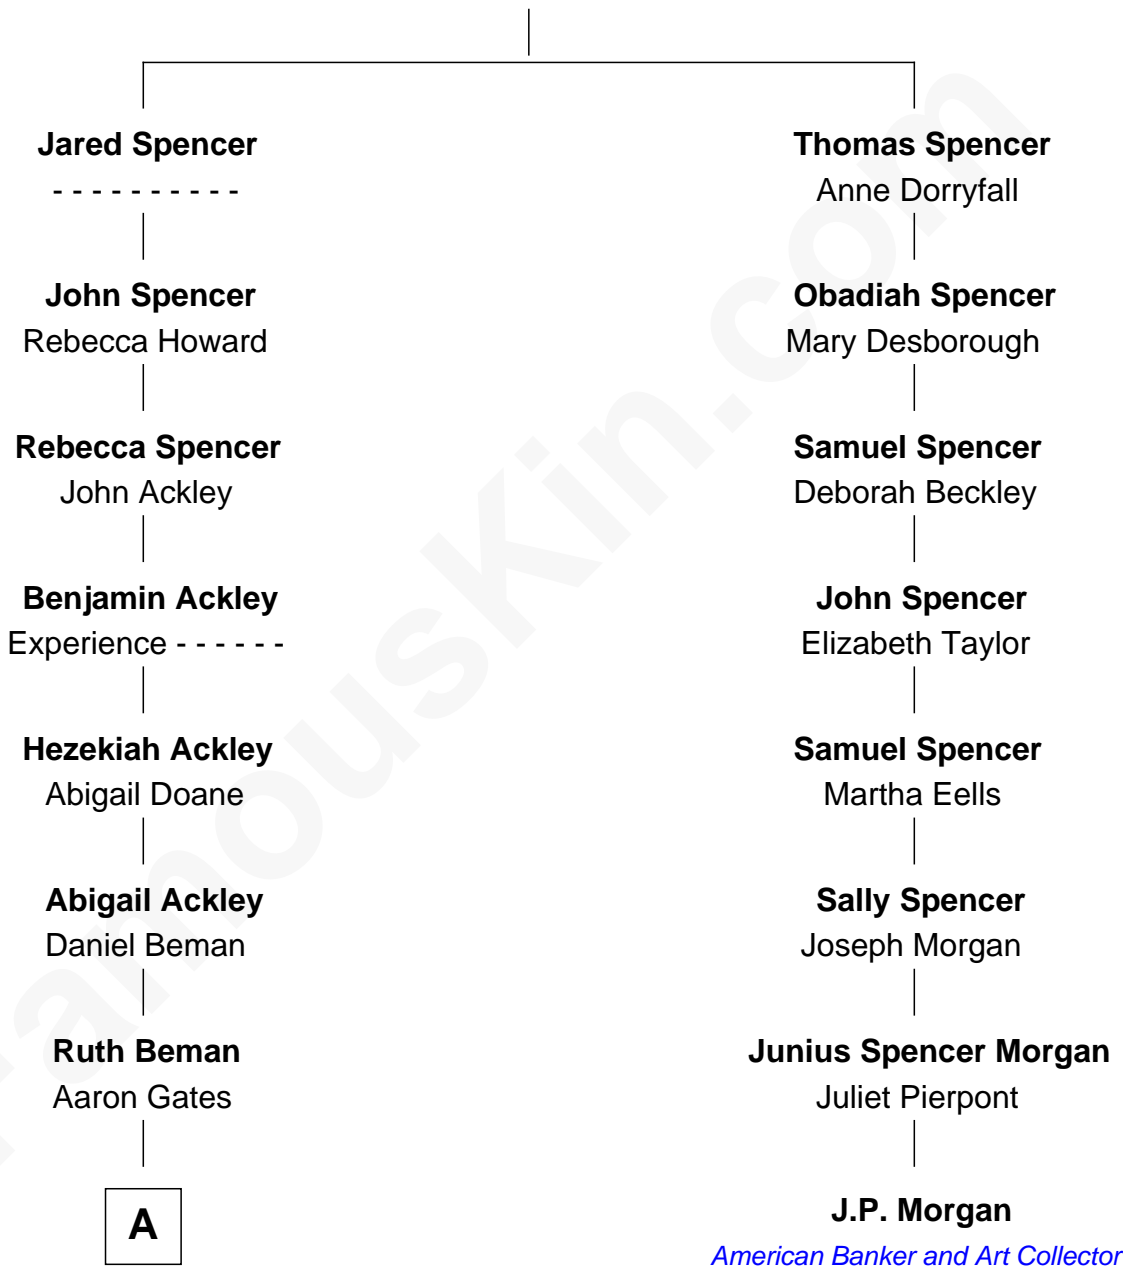 Jared Spencer
- - - - - - - - - -
John Spencer
Rebecca Howard
Rebecca Spencer
John Ackley
Benjamin Ackley
Experience - - - - - -
Hezekiah Ackley
Abigail Doane
Abigail Ackley
Daniel Beman
Ruth Beman
Aaron Gates
A
Thomas Spencer
Anne Dorryfall
Obadiah Spencer
Mary Desborough
Samuel Spencer
Deborah Beckley
John Spencer
Elizabeth Taylor
Samuel Spencer
Martha Eells
Sally Spencer
Joseph Morgan
Junius Spencer Morgan
Juliet Pierpont
J.P. Morgan
American Banker and Art Collector
FamousKin.com